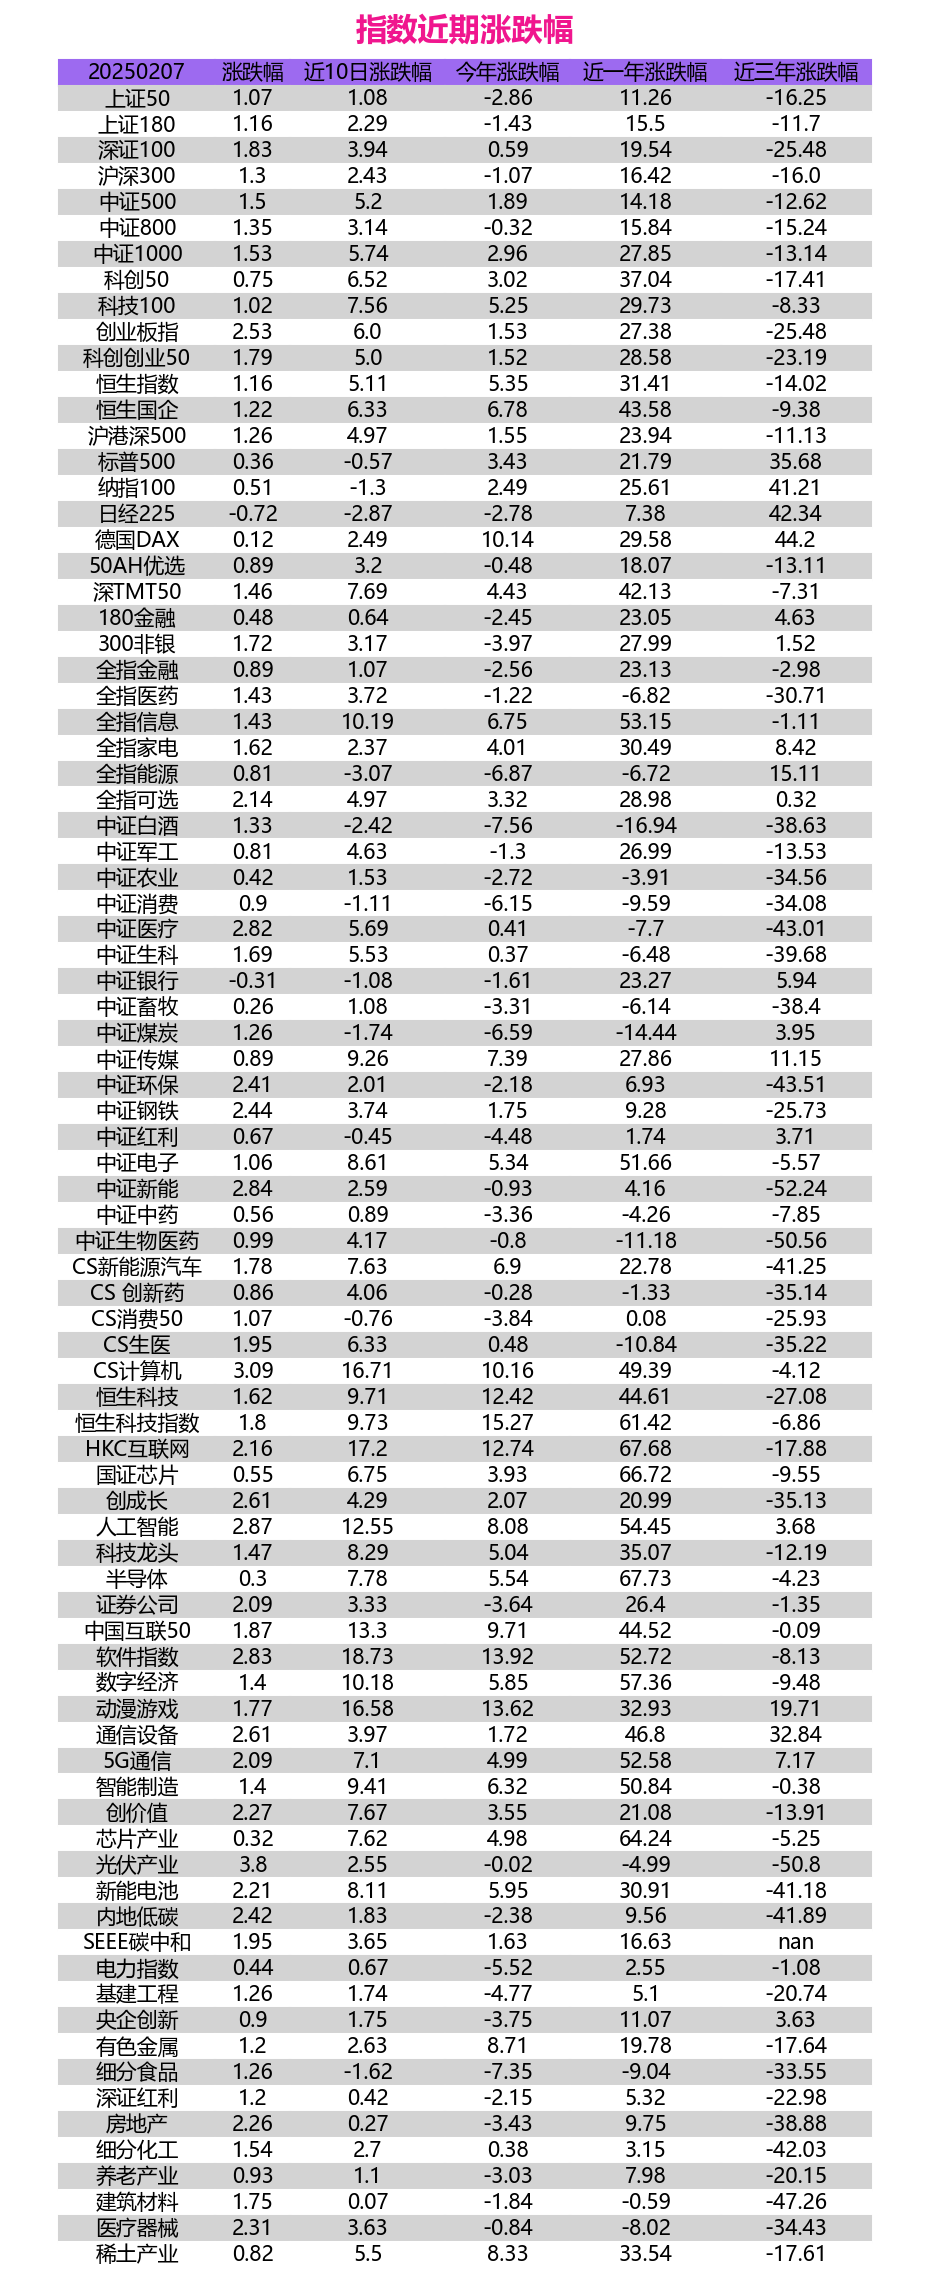 指数近期涨跌幅
20250207 涨跌幅 近10日涨跌幅 今年涨跌幅 近一年涨跌幅 近三年涨跌幅
上证50 1.07 1.08 -2.86 11.26 -16.25
上证180 1.16 2.29 -1.43 15.5 -11.7
深证100 1.83 3.94 0.59 19.54 -25.48
沪深300 1.3 2.43 -1.07 16.42 -16.0
中证500 1.5 5.2 1.89 14.18 -12.62
中证800 1.35 3.14 -0.32 15.84 -15.24
中证1000 1.53 5.74 2.96 27.85 -13.14
科创50 0.75 6.52 3.02 37.04 -17.41
科技100 1.02 7.56 5.25 29.73 -8.33
创业板指 2.53 6.0 1.53 27.38 -25.48
科创创业50 1.79 5.0 1.52 28.58 -23.19
恒生指数 1.16 5.11 5.35 31.41 -14.02
恒生国企 1.22 6.33 6.78 43.58 -9.38
沪港深500 1.26 4.97 1.55 23.94 -11.13
标普500 0.36 -0.57 3.43 21.79 35.68
纳指100 0.51 -1.3 2.49 25.61 41.21
日经225 -0.72 -2.87 -2.78 7.38 42.34
德国DAX 0.12 2.49 10.14 29.58 44.2
50AH优选 0.89 3.2 -0.48 18.07 -13.11
深TMT50 1.46 7.69 4.43 42.13 -7.31
180金融 0.48 0.64 -2.45 23.05 4.63
300非银 1.72 3.17 -3.97 27.99 1.52
全指金融 0.89 1.07 -2.56 23.13 -2.98
全指医药 1.43 3.72 -1.22 -6.82 -30.71
全指信息 1.43 10.19 6.75 53.15 -1.11
全指家电 1.62 2.37 4.01 30.49 8.42
全指能源 0.81 -3.07 -6.87 -6.72 15.11
全指可选 2.14 4.97 3.32 28.98 0.32
中证白酒 1.33 -2.42 -7.56 -16.94 -38.63
中证军工 0.81 4.63 -1.3 26.99 -13.53
中证农业 0.42 1.53 -2.72 -3.91 -34.56
中证消费 0.9 -1.11 -6.15 -9.59 -34.08
中证医疗 2.82 5.69 0.41 -7.7 -43.01
中证生科 1.69 5.53 0.37 -6.48 -39.68
中证银行 -0.31 -1.08 -1.61 23.27 5.94
中证畜牧 0.26 1.08 -3.31 -6.14 -38.4
中证煤炭 1.26 -1.74 -6.59 -14.44 3.95
中证传媒 0.89 9.26 7.39 27.86 11.15
中证环保 2.41 2.01 -2.18 6.93 -43.51
中证钢铁 2.44 3.74 1.75 9.28 -25.73
中证红利 0.67 -0.45 -4.48 1.74 3.71
中证电子 1.06 8.61 5.34 51.66 -5.57
中证新能 2.84 2.59 -0.93 4.16 -52.24
中证中药 0.56 0.89 -3.36 -4.26 -7.85
中证生物医药 0.99 4.17 -0.8 -11.18 -50.56
CS新能源汽车 1.78 7.63 6.9 22.78 -41.25
CS 创新药 0.86 4.06 -0.28 -1.33 -35.14
CS消费50 1.07 -0.76 -3.84 0.08 -25.93
CS生医 1.95 6.33 0.48 -10.84 -35.22
CS计算机 3.09 16.71 10.16 49.39 -4.12
恒生科技 1.62 9.71 12.42 44.61 -27.08
恒生科技指数 1.8 9.73 15.27 61.42 -6.86
HKC互联网 2.16 17.2 12.74 67.68 -17.88
国证芯片 0.55 6.75 3.93 66.72 -9.55
创成长 2.61 4.29 2.07 20.99 -35.13
人工智能 2.87 12.55 8.08 54.45 3.68
科技龙头 1.47 8.29 5.04 35.07 -12.19
半导体 0.3 7.78 5.54 67.73 -4.23
证券公司 2.09 3.33 -3.64 26.4 -1.35
中国互联50 1.87 13.3 9.71 44.52 -0.09
软件指数 2.83 18.73 13.92 52.72 -8.13
数字经济 1.4 10.18 5.85 57.36 -9.48
动漫游戏 1.77 16.58 13.62 32.93 19.71
通信设备 2.61 3.97 1.72 46.8 32.84
5G通信 2.09 7.1 4.99 52.58 7.17
智能制造 1.4 9.41 6.32 50.84 -0.38
创价值 2.27 7.67 3.55 21.08 -13.91
芯片产业 0.32 7.62 4.98 64.24 -5.25
光伏产业 3.8 2.55 -0.02 -4.99 -50.8
新能电池 2.21 8.11 5.95 30.91 -41.18
内地低碳 2.42 1.83 -2.38 9.56 -41.89
SEEE碳中和 1.95 3.65 1.63 16.63 nan
电力指数 0.44 0.67 -5.52 2.55 -1.08
基建工程 1.26 1.74 -4.77 5.1 -20.74
央企创新 0.9 1.75 -3.75 11.07 3.63
有色金属 1.2 2.63 8.71 19.78 -17.64
细分食品 1.26 -1.62 -7.35 -9.04 -33.55
深证红利 1.2 0.42 -2.15 5.32 -22.98
房地产 2.26 0.27 -3.43 9.75 -38.88
细分化工 1.54 2.7 0.38 3.15 -42.03
养老产业 0.93 1.1 -3.03 7.98 -20.15
建筑材料 1.75 0.07 -1.84 -0.59 -47.26
医疗器械 2.31 3.63 -0.84 -8.02 -34.43
稀土产业 0.82 5.5 8.33 33.54 -17.61